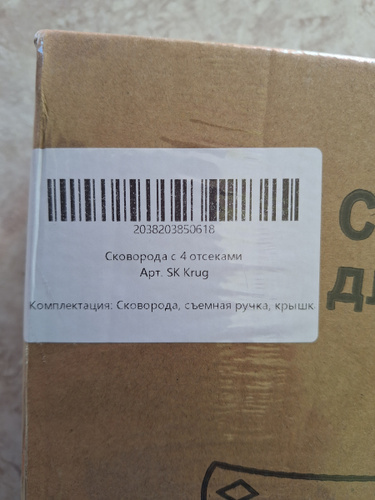 2038203850618
Сковорода с 4 отсеками
Арт. SK Krug
Комплектация: Сковорода, съемная ручка, крышк